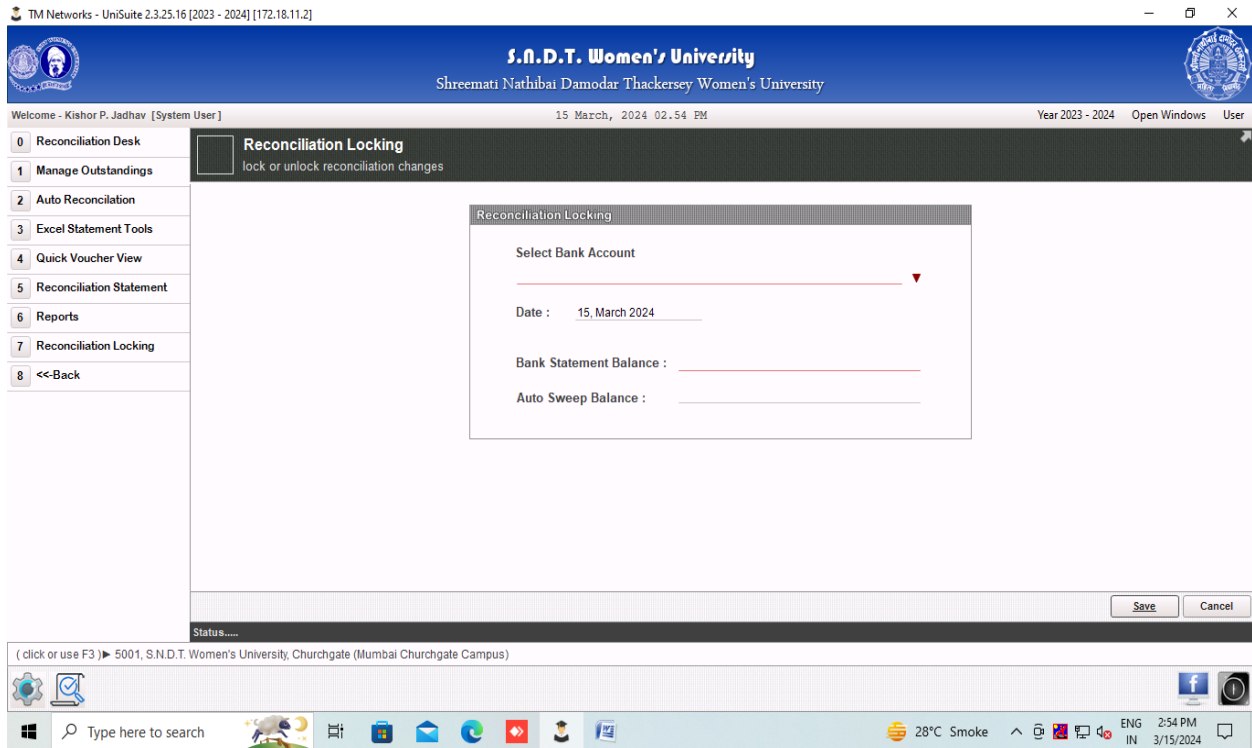 TM Networks - UniSuite 2.3.25.16 [2023 - 2024] [172.18.11.2]
S.N.D.T. Women's University
Shreemati Nathibai Damodar Thackersey Women's University
Welcome - Kishor P. Jadhav [System User] 15 March, 2024 02.54 PM Year 2023 - 2024 Open Windows User
0 Reconciliation Desk
1 Manage Outstandings
2 Auto Reconcilation
3 Excel Statement Tools
4 Quick Voucher View
5 Reconciliation Statement
6 Reports
7 Reconciliation Locking
8 <<-Back
Reconciliation Locking
lock or unlock reconciliation changes
Reconciliation Locking
Select Bank Account
Date : 15, March 2024
Bank Statement Balance :
Auto Sweep Balance :
Save Cancel
Status.....
( click or use F3 )► 5001, S.N.D.T. Women's University, Churchgate (Mumbai Churchgate Campus)
Type here to search 28°C Smoke ENG 2:54 PM
IN 3/15/2024